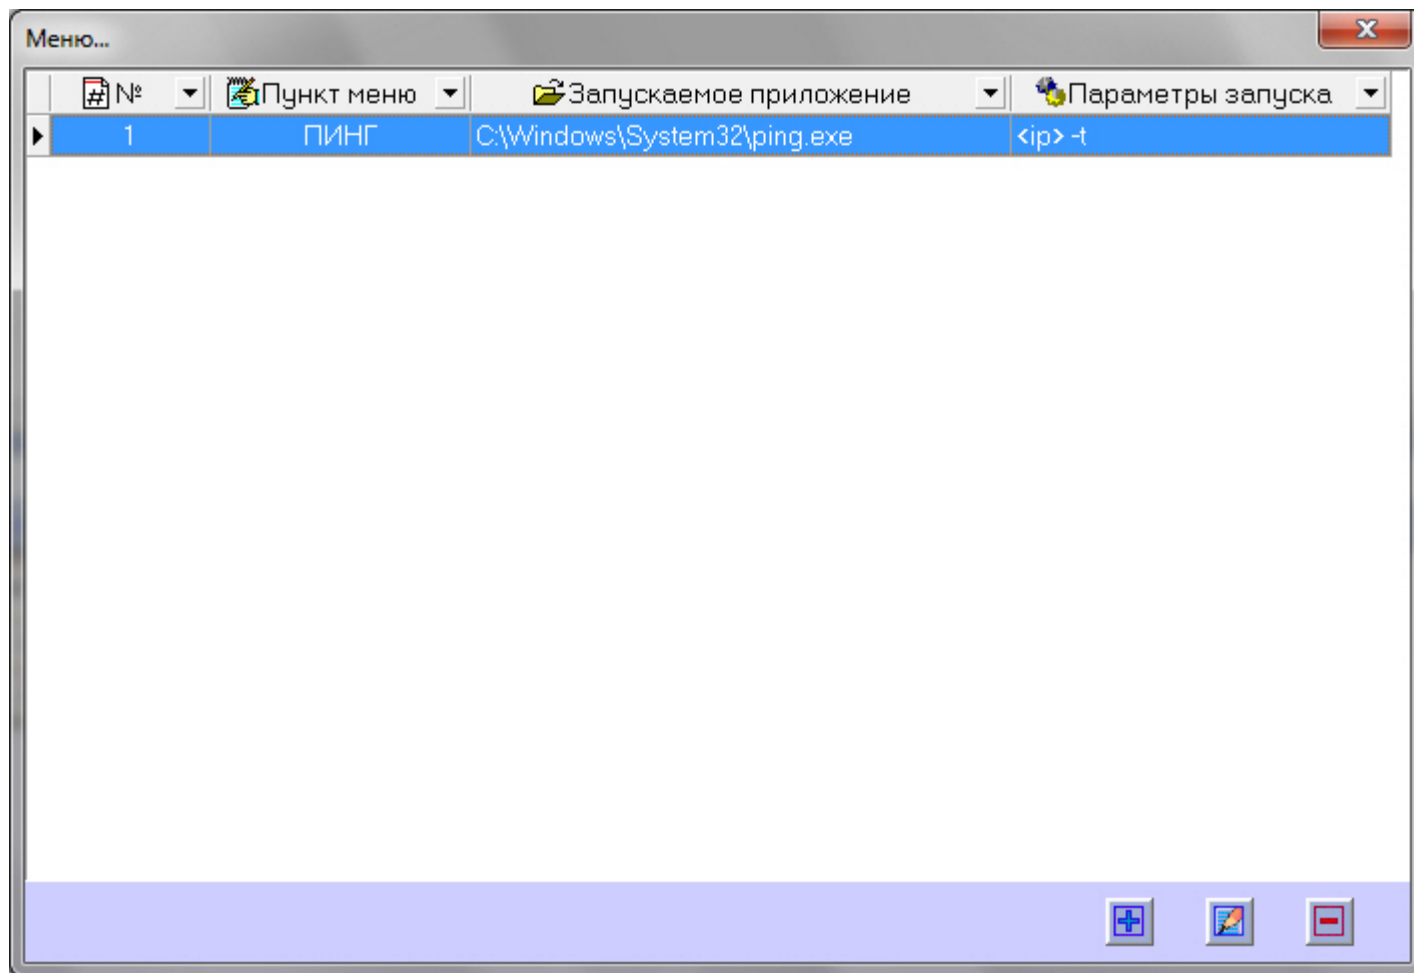 Меню...
№ Пункт меню Запускаемое приложение Параметры запуска
1 ПИНГ C:\Windows\System32\ping.exe <ip> -t